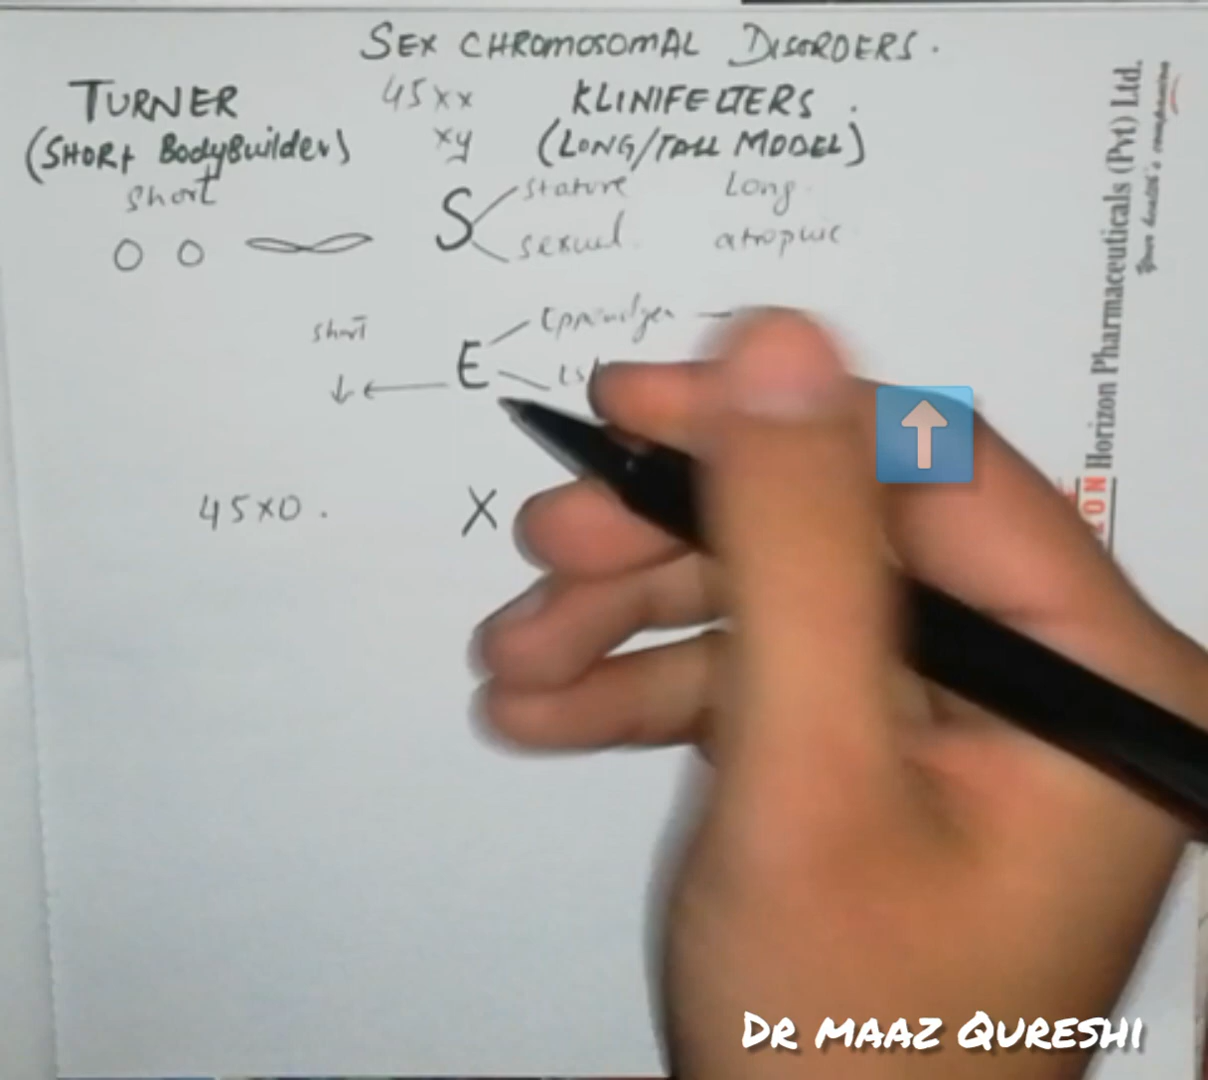 SEX CHROMOSOMAL DISORDERS.
TURNER 45xx KLINIFELTERS.
(SHORT BodyBuilder) xy (LONG/TALL MODEL)
short S stature Long
sexual atrophic
short
E
45XO. X
Horizon Pharmaceuticals (Pvt) Ltd.
DR MAAZ QURESHI